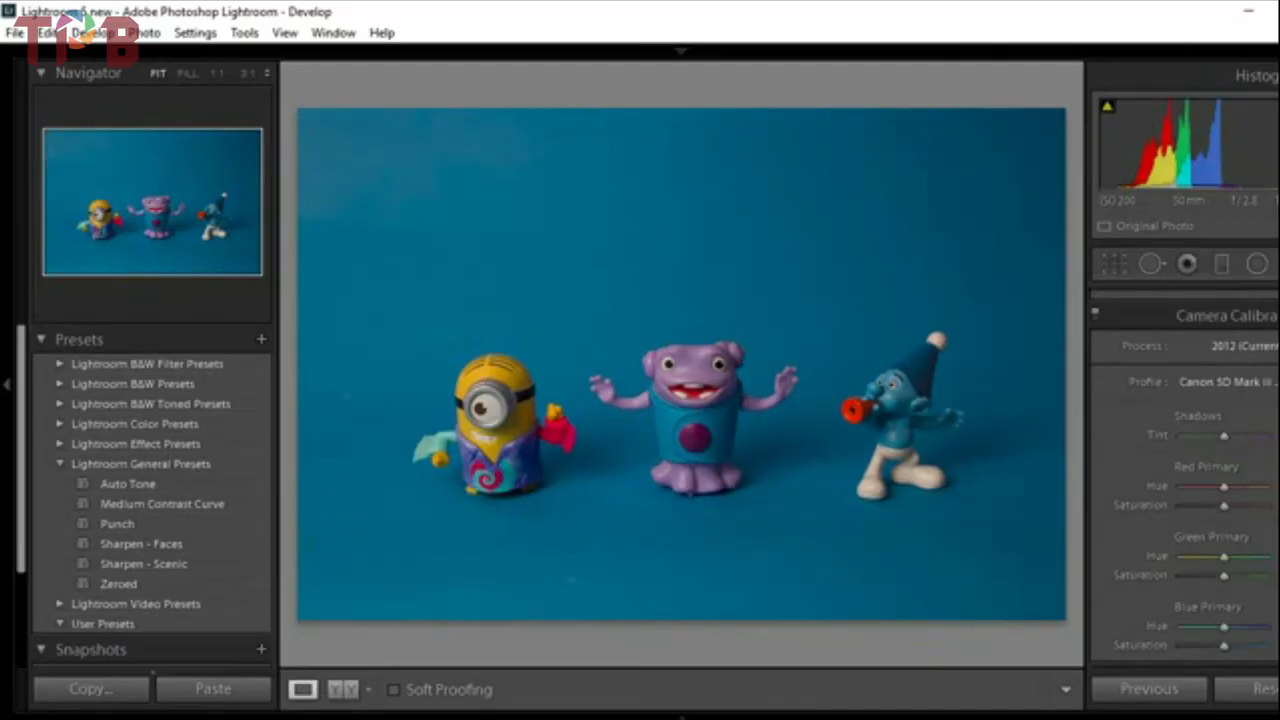 Lightroom 6 new - Adobe Photoshop Lightroom - Develop
TPB
File Edit Develop Photo Settings Tools View Window Help
Navigator FIT FILL 1:1 3:1
Histog
ISO 200 50 mm f / 2.8
Original Photo
Presets +
Lightroom B&W Filter Presets
Lightroom B&W Presets
Lightroom B&W Toned Presets
Lightroom Color Presets
Lightroom Effect Presets
Lightroom General Presets
Auto Tone
Medium Contrast Curve
Punch
Sharpen - Faces
Sharpen - Scenic
Zeroed
Lightroom Video Presets
User Presets
Snapshots +
Copy... Paste
Soft Proofing
Camera Calibra
Process : 2012 (Curren
Profile : Canon 5D Mark iii
Shadows
Tint
Red Primary
Hue
Saturation
Green Primary
Hue
Saturation
Blue Primary
Hue
Saturation
Previous Res